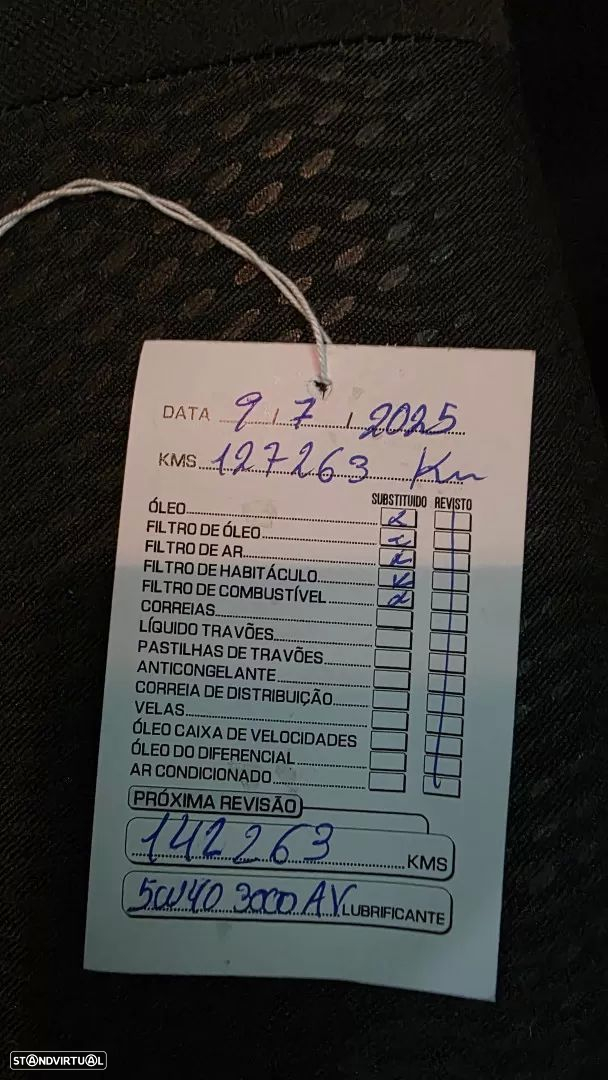 DATA 9 / 7 / 2025
KMS 127263 Km
SUBSTITUIDO REVISTO
ÓLEO
FILTRO DE ÓLEO
FILTRO DE AR
FILTRO DE HABITÁCULO
FILTRO DE COMBUSTÍVEL
CORREIAS
LÍQUIDO TRAVÕES
PASTILHAS DE TRAVÕES
ANTICONGELANTE
CORREIA DE DISTRIBUIÇÃO
VELAS
ÓLEO CAIXA DE VELOCIDADES
ÓLEO DO DIFERENCIAL
AR CONDICIONADO
PRÓXIMA REVISÃO
142263 KMS
5W40 3000 AV LUBRIFICANTE
STANDVIRTUAL